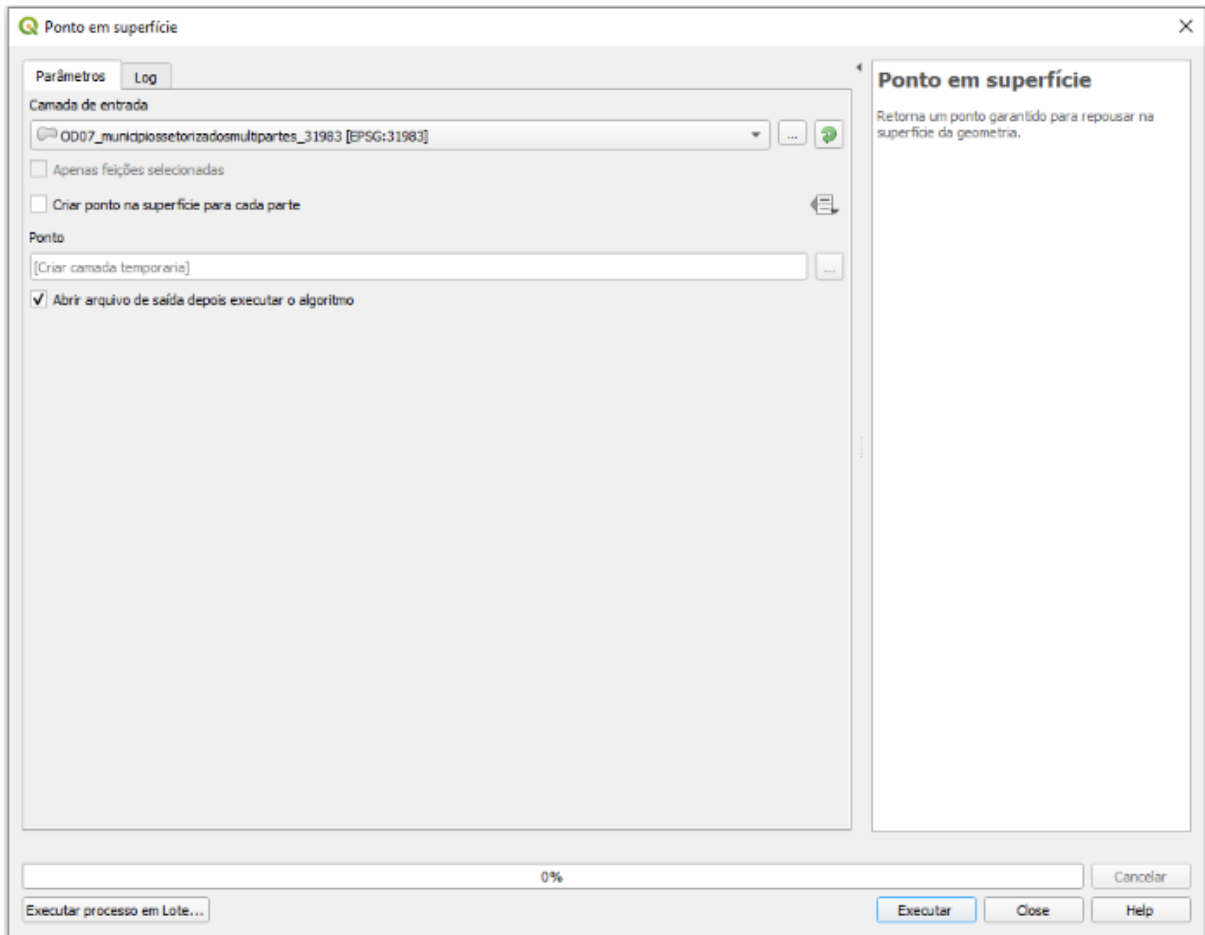 Ponto em superfície
Parâmetros
Log
Camada de entrada
OD07_municipiossetorizadosmultipartes_31983 [EPSG:31983]
...
Apenas feições selecionadas
Criar ponto na superfície para cada parte
Ponto
[Criar camada temporaria]
...
Abrir arquivo de saída depois executar o algoritmo
Ponto em superfície
Retorna um ponto garantido para repousar na
superfície da geometria.
0%
Cancelar
Executar processo em Lote...
Executar
Close
Help